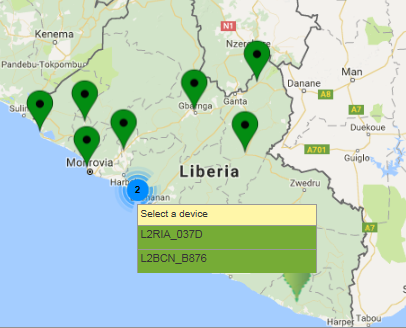 Kenema
Nzerekore
N1
Pandebu-Tokpombu
Danane
Man
A8
Sulima
Gbarnga
Ganta
A7
Duekoue
A701
Guiglo
Monrovia
Liberia
Zwedru
2
Select a device
L2RIA_037D
L2BCN_B876
Harper
Tabou